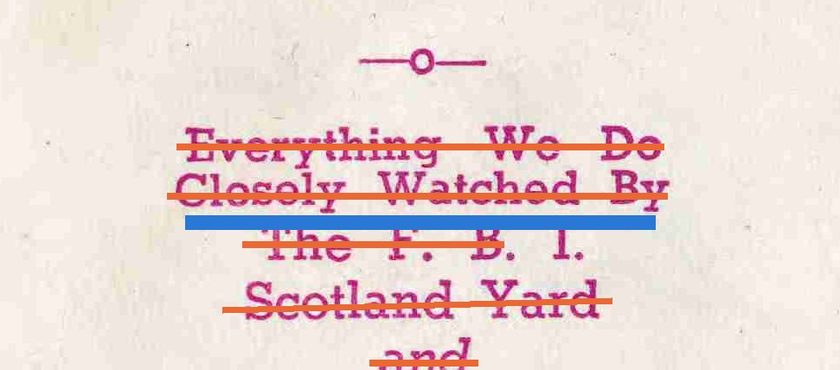 Everything We Do
Closely Watched By
The F. B. I.
Scotland Yard
and